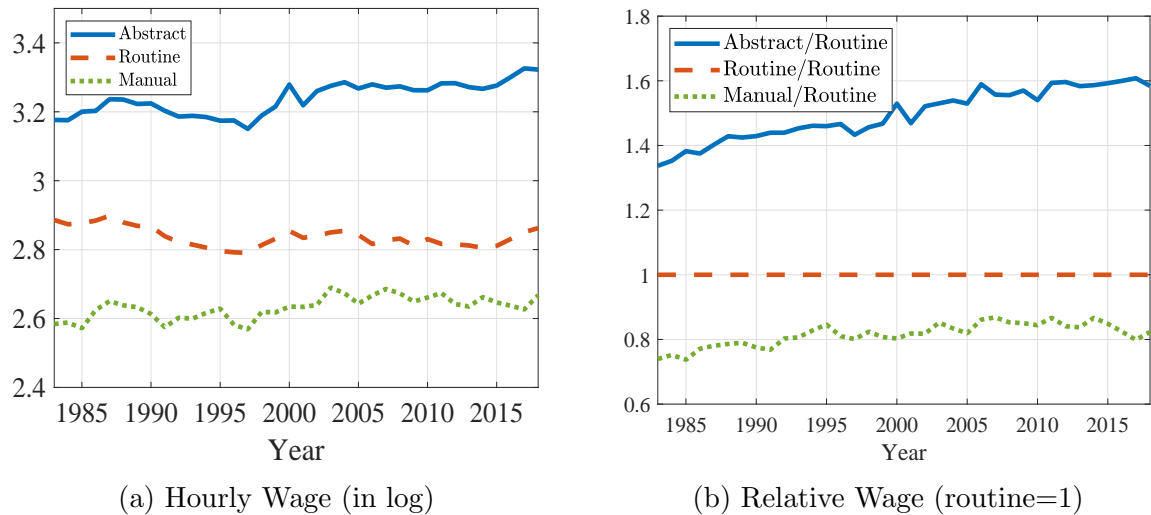 Abstract
Routine
Manual
3.4
3.2
3
2.8
2.6
2.4
1985 1990 1995 2000 2005 2010 2015
Year
(a) Hourly Wage (in log)
Abstract/Routine
Routine/Routine
Manual/Routine
1.8
1.6
1.4
1.2
1
0.8
0.6
1985 1990 1995 2000 2005 2010 2015
Year
(b) Relative Wage (routine=1)